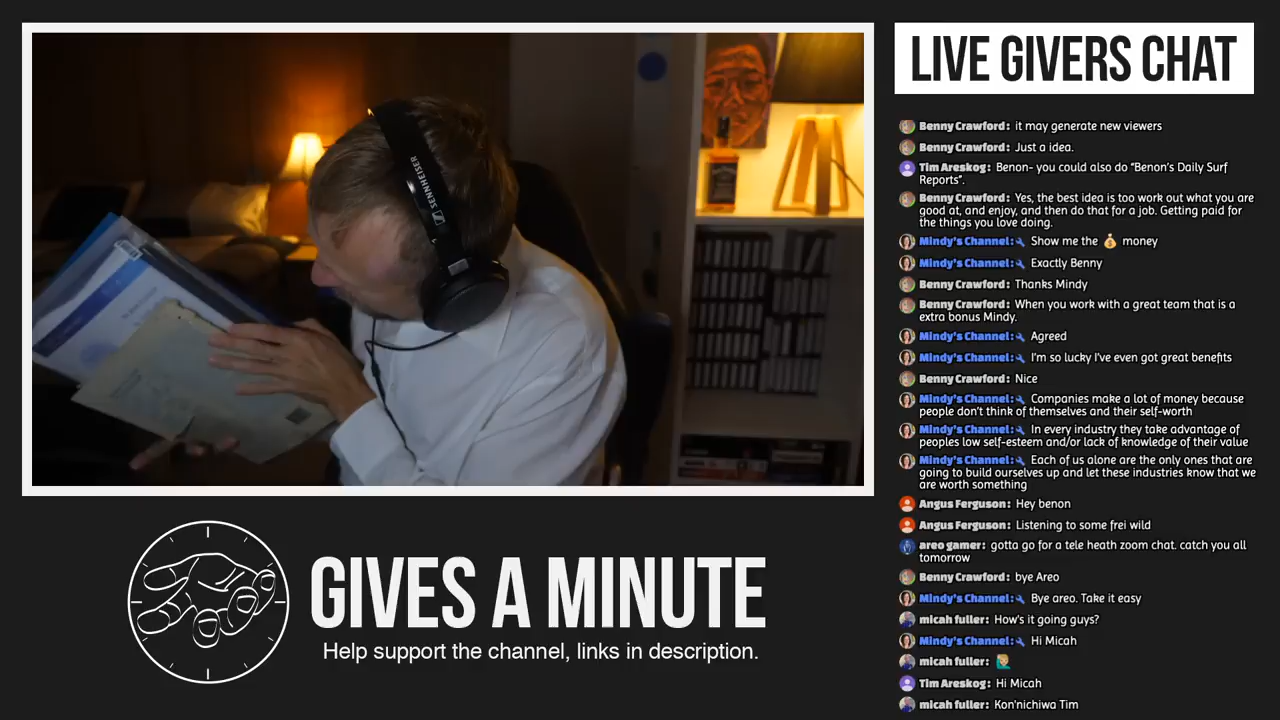 SENNHEISER
LIVE GIVERS CHAT
Benny Crawford: it may generate new viewers
Benny Crawford: Just a idea.
Tim Areskog: Benon- you could also do “Benon’s Daily Surf
Reports”.
Benny Crawford: Yes, the best idea is too work out what you are
good at, and enjoy, and then do that for a job. Getting paid for
the things you love doing.
Mindy's Channel: Show me the 💰 money
Mindy's Channel: Exactly Benny
Benny Crawford: Thanks Mindy
Benny Crawford: When you work with a great team that is a
extra bonus Mindy.
Mindy's Channel: Agreed
Mindy's Channel: I’m so lucky I’ve even got great benefits
Benny Crawford: Nice
Mindy's Channel: Companies make a lot of money because
people don’t think of themselves and their self-worth
Mindy's Channel: In every industry they take advantage of
peoples low self-esteem and/or lack of knowledge of their value
Mindy's Channel: Each of us alone are the only ones that are
going to build ourselves up and let these industries know that we
are worth something
Angus Ferguson: Hey benon
Angus Ferguson: Listening to some frei wild
areo gamer: gotta go for a tele heath zoom chat. catch you all
tomorrow
Benny Crawford: bye Areo
Mindy's Channel: Bye areo. Take it easy
micah fuller: How's it going guys?
Mindy's Channel: Hi Micah
micah fuller: 🙋🏼‍♂️
Tim Areskog: Hi Micah
micah fuller: Kon'nichiwa Tim
GIVES A MINUTE
Help support the channel, links in description.